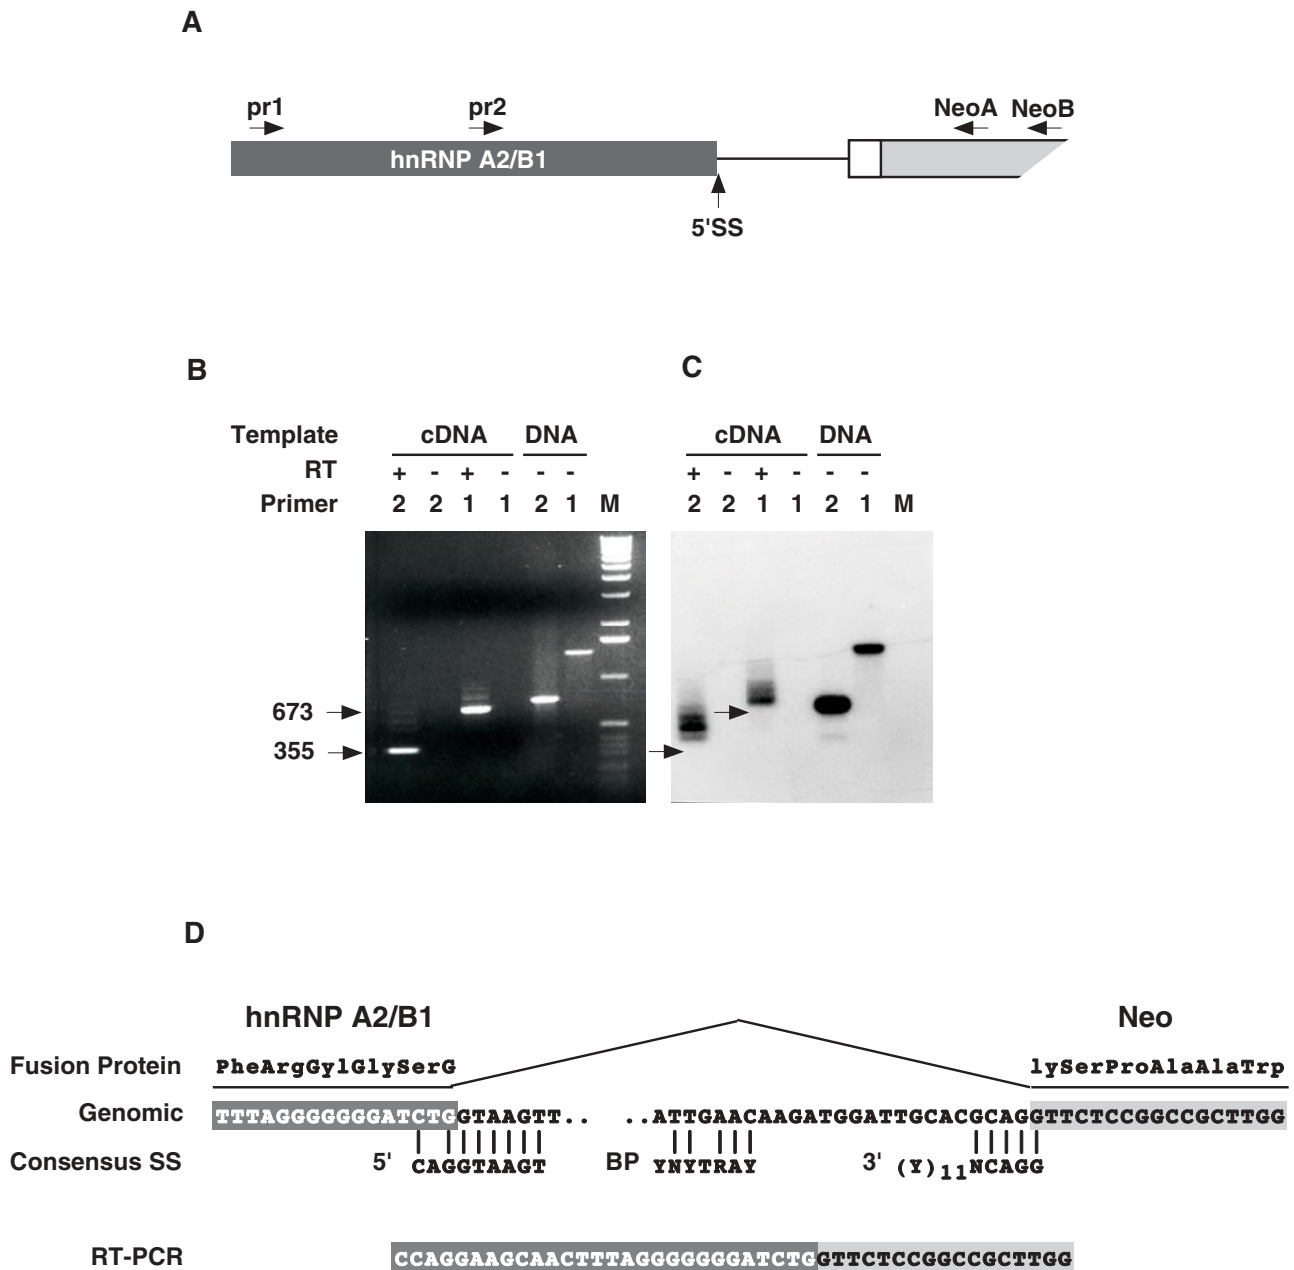 A
pr1 pr2 NeoA NeoB
hnRNP A2/B1
5'SS
B C
Template cDNA DNA cDNA DNA
RT + - + - - - + - + - - -
Primer 2 2 1 1 2 1 M 2 2 1 1 2 1 M
673
355
D
hnRNP A2/B1 Neo
Fusion Protein PheArgGylGlySerG lySerProAlaAlaTrp
Genomic TTTAGGGGGGGATCTGGTAAGTT.. ..ATTGAACAAGATGGATTGCACGCAGGTTCTCCGGCCGCTTGG
Consensus SS 5' CAGGTAAGT BP YNYTRAY 3' (Y)11NCAGG
RT-PCR CCAGGAAGCAACTTTAGGGGGGGATCTGGTTCTCCGGCCGCTTGG